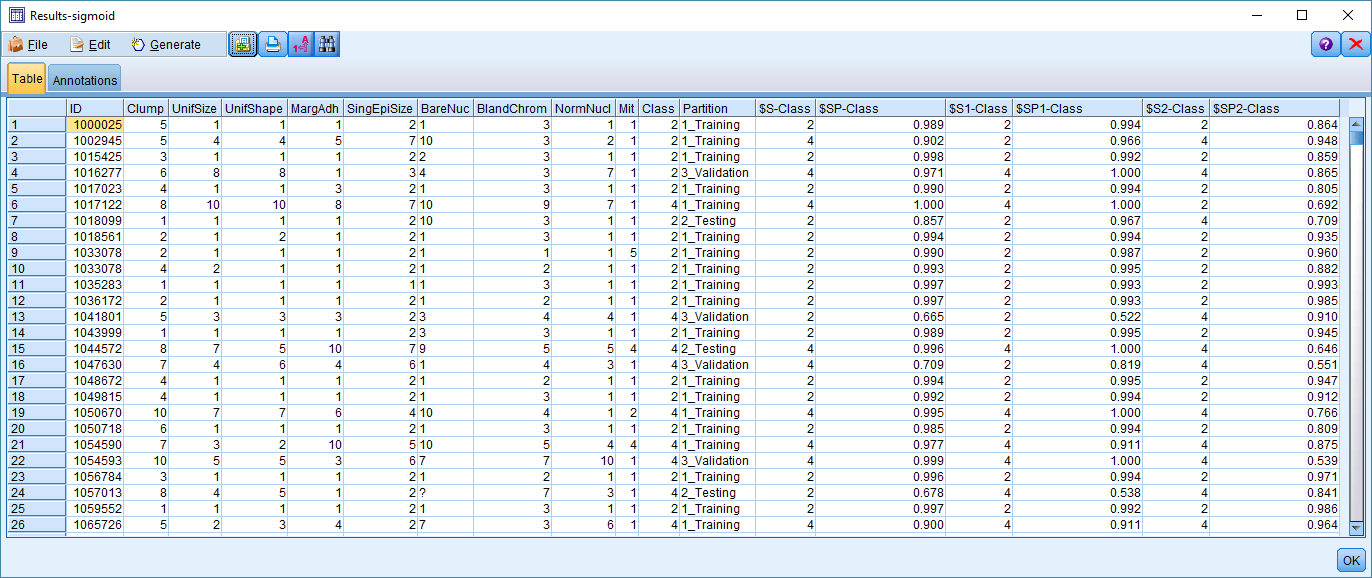 Results-sigmoid
File Edit Generate
Table Annotations
ID Clump UnifSize UnifShape MargAdh SingEpiSize BareNuc BlandChrom NormNucl Mit Class Partition $S-Class $SP-Class $S1-Class $SP1-Class $S2-Class $SP2-Class
1 1000025 5 1 1 1 2 1 3 1 1 2 1_Training 2 0.989 2 0.994 2 0.864
2 1002945 5 4 4 5 7 10 3 2 1 2 1_Training 4 0.902 2 0.966 4 0.948
3 1015425 3 1 1 1 2 2 3 1 1 2 1_Training 2 0.998 2 0.992 2 0.859
4 1016277 6 8 8 1 3 4 3 7 1 2 3_Validation 4 0.971 4 1.000 4 0.865
5 1017023 4 1 1 3 2 1 3 1 1 2 1_Training 2 0.990 2 0.994 2 0.805
6 1017122 8 10 10 8 7 10 9 7 1 4 1_Training 4 1.000 4 1.000 2 0.692
7 1018099 1 1 1 1 2 10 3 1 1 2 2_Testing 2 0.857 2 0.967 4 0.709
8 1018561 2 1 2 1 2 1 3 1 1 2 1_Training 2 0.994 2 0.994 2 0.935
9 1033078 2 1 1 1 2 1 1 1 5 2 1_Training 2 0.990 2 0.987 2 0.960
10 1033078 4 2 1 1 2 1 2 1 1 2 1_Training 2 0.993 2 0.995 2 0.882
11 1035283 1 1 1 1 1 1 3 1 1 2 1_Training 2 0.997 2 0.993 2 0.993
12 1036172 2 1 1 1 2 1 2 1 1 2 1_Training 2 0.997 2 0.993 2 0.985
13 1041801 5 3 3 3 2 3 4 4 1 4 3_Validation 2 0.665 2 0.522 4 0.910
14 1043999 1 1 1 1 2 3 3 1 1 2 1_Training 2 0.989 2 0.995 2 0.945
15 1044572 8 7 5 10 7 9 5 5 4 4 2_Testing 4 0.996 4 1.000 2 0.646
16 1047630 7 4 6 4 6 1 4 3 1 4 3_Validation 4 0.709 4 0.819 4 0.551
17 1048672 4 1 1 1 2 1 2 1 1 2 1_Training 2 0.994 2 0.995 2 0.947
18 1049815 4 1 1 1 2 1 3 1 1 2 1_Training 2 0.992 2 0.994 2 0.912
19 1050670 10 7 7 6 4 10 4 1 2 4 1_Training 4 0.995 4 1.000 4 0.766
20 1050718 6 1 1 1 2 1 3 1 1 2 1_Training 2 0.985 2 0.994 2 0.809
21 1054590 7 3 2 10 5 10 5 4 4 4 1_Training 4 0.977 4 0.911 4 0.875
22 1054593 10 5 5 3 6 7 7 10 1 4 3_Validation 4 0.999 4 1.000 4 0.539
23 1056784 3 1 1 1 2 1 2 1 1 2 1_Training 2 0.996 2 0.994 2 0.971
24 1057013 8 4 5 1 2 ? 7 3 1 4 2_Testing 2 0.678 4 0.538 4 0.841
25 1059552 1 1 1 1 2 1 3 1 1 2 1_Training 2 0.997 2 0.992 2 0.986
26 1065726 5 2 3 4 2 7 3 6 1 4 1_Training 4 0.900 4 0.911 4 0.964
OK